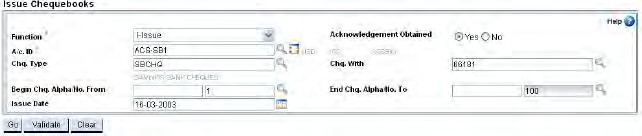 Issue Chequebooks
Help
Function I-Issue Acknowledgement Obtained Yes No
A/c. ID ACS-SB1
Chq. Type SBCHQ Chq. With 06181
SAVINGS BANK CHEQUES
Begin Chq. Alpha/No. From 1 End Chq. Alpha/No. To 100
Issue Date 16-03-2003
Go Validate Clear